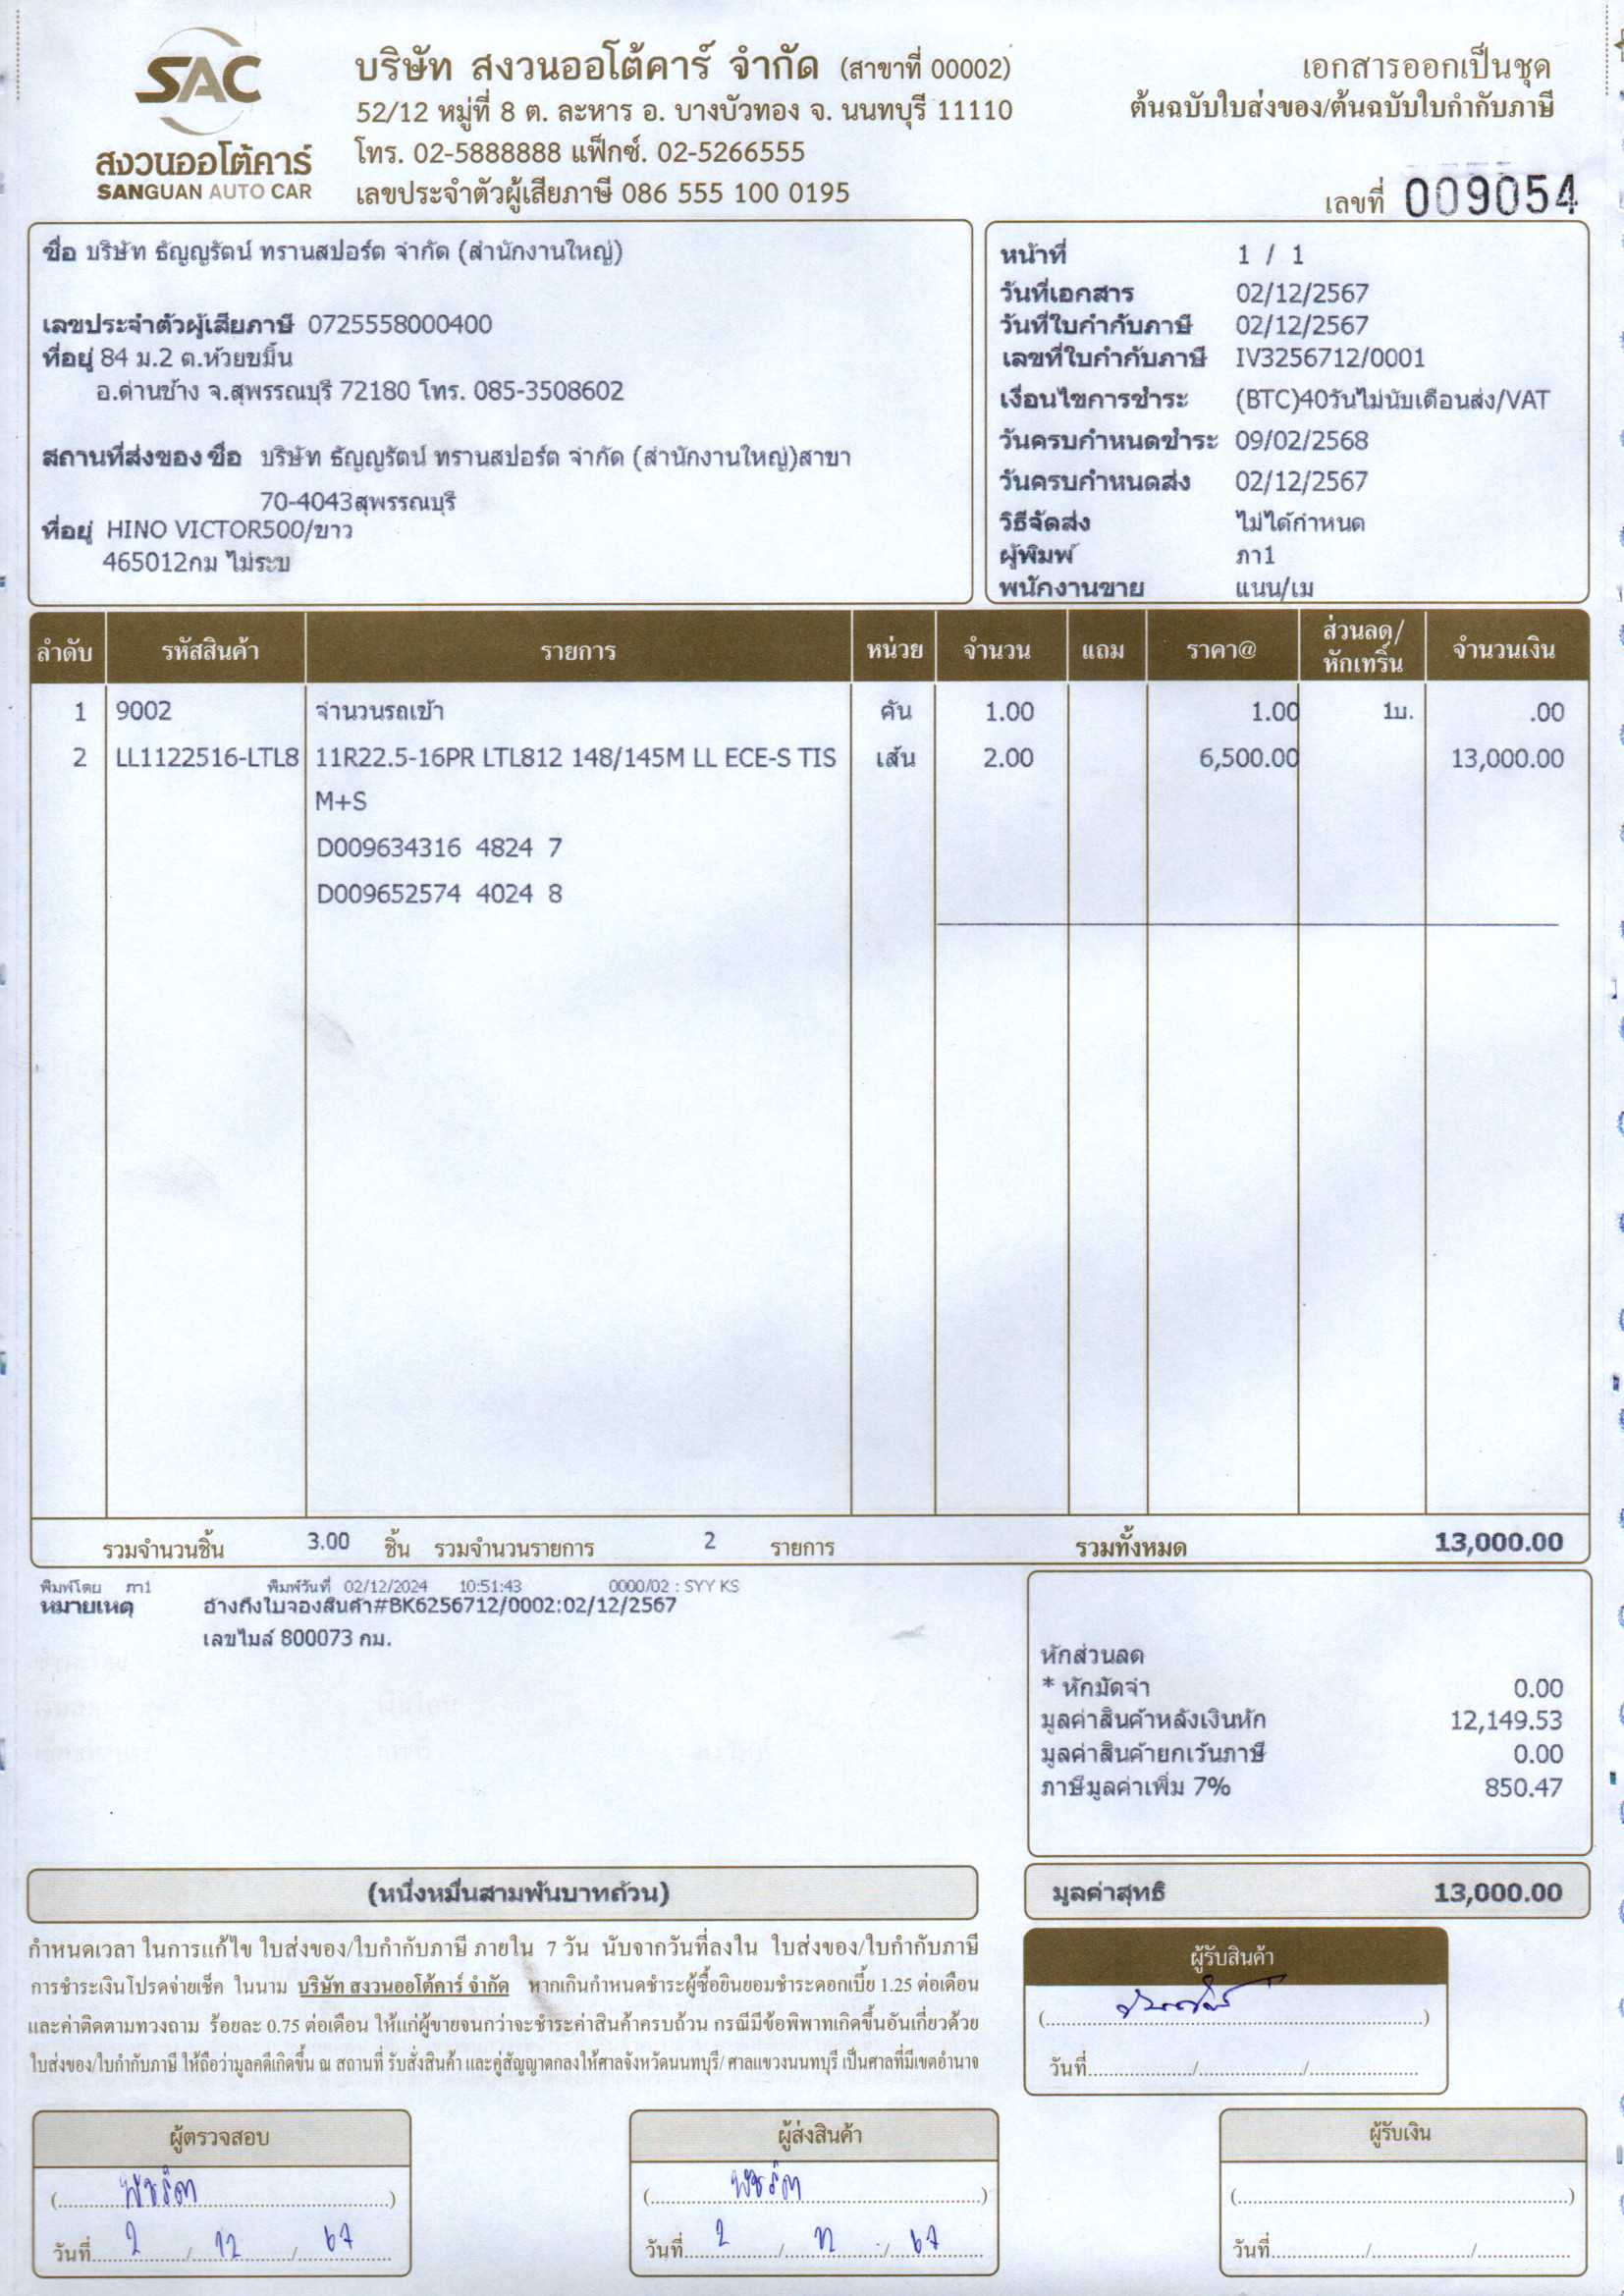 SAC
สงวนออโต้คาร์
SANGUAN AUTO CAR
บริษัท สงวนออโต้คาร์ จำกัด (สาขาที่ 00002)
52/12 หมู่ที่ 8 ต. ละหาร อ. บางบัวทอง จ. นนทบุรี 11110
โทร. 02-5888888 แฟ็กซ์. 02-5266555
เลขประจำตัวผู้เสียภาษี 086 555 100 0195
เอกสารออกเป็นชุด
ต้นฉบับใบส่งของ/ต้นฉบับใบกำกับภาษี
เลขที่ 009054
ชื่อ บริษัท ธัญญรัตน์ ทรานสปอร์ต จำกัด (สำนักงานใหญ่)
เลขประจำตัวผู้เสียภาษี 0725558000400
ที่อยู่ 84 ม.2 ต.ห้วยขมิ้น
อ.ด่านช้าง จ.สุพรรณบุรี 72180 โทร. 085-3508602
สถานที่ส่งของ ชื่อ บริษัท ธัญญรัตน์ ทรานสปอร์ต จำกัด (สำนักงานใหญ่)สาขา
70-4043สุพรรณบุรี
ที่อยู่ HINO VICTOR500/ขาว
465012กม ไม่ระบ
หน้าที่ 1 / 1
วันที่เอกสาร 02/12/2567
วันที่ใบกำกับภาษี 02/12/2567
เลขที่ใบกำกับภาษี IV3256712/0001
เงื่อนไขการชำระ (BTC)40วันไม่นับเดือนส่ง/VAT
วันครบกำหนดชำระ 09/02/2568
วันครบกำหนดส่ง 02/12/2567
วิธีจัดส่ง ไม่ได้กำหนด
ผู้พิมพ์ ภา1
พนักงานขาย แนน/เม
ลำดับ รหัสสินค้า รายการ หน่วย จำนวน แถม ราคา@ ส่วนลด/หักเทริ์น จำนวนเงิน
1 9002 จำนวนรถเข้า คัน 1.00 1.00 1บ. .00
2 LL1122516-LTL8 11R22.5-16PR LTL812 148/145M LL ECE-S TIS เส้น 2.00 6,500.00 13,000.00
M+S
D009634316 4824 7
D009652574 4024 8
รวมจำนวนชิ้น 3.00 ชิ้น รวมจำนวนรายการ 2 รายการ รวมทั้งหมด 13,000.00
พิมพ์โดย ภา1 พิมพ์วันที่ 02/12/2024 10:51:43 0000/02 : SYY KS
หมายเหตุ อ้างถึงใบจองสินค้า#BK6256712/0002:02/12/2567
เลขไมล์ 800073 กม.
หักส่วนลด
* หักมัดจำ 0.00
มูลค่าสินค้าหลังเงินหัก 12,149.53
มูลค่าสินค้ายกเว้นภาษี 0.00
ภาษีมูลค่าเพิ่ม 7% 850.47
(หนึ่งหมื่นสามพันบาทถ้วน)
มูลค่าสุทธิ 13,000.00
กำหนดเวลา ในการแก้ไข ใบส่งของ/ใบกำกับภาษี ภายใน 7 วัน นับจากวันที่ลงใน ใบส่งของ/ใบกำกับภาษี
การชำระเงินโปรดจ่ายเช็ค ในนาม บริษัท สงวนออโต้คาร์ จำกัด หากเกินกำหนดชำระผู้ซื้อยินยอมชำระดอกเบี้ย 1.25 ต่อเดือน
และค่าติดตามทวงถาม ร้อยละ 0.75 ต่อเดือน ให้แก่ผู้ขายจนกว่าจะชำระค่าสินค้าครบถ้วน กรณีมีข้อพิพาทเกิดขึ้นอันเกี่ยวด้วย
ใบส่งของ/ใบกำกับภาษี ให้ถือว่ามูลคดีเกิดขึ้น ณ สถานที่ รับสั่งสินค้า และคู่สัญญาตกลงให้ศาลจังหวัดนนทบุรี/ ศาลแขวงนนทบุรี เป็นศาลที่มีเขตอำนาจ
ผู้รับสินค้า
วันที่
ผู้ตรวจสอบ
พัชริดา
วันที่ 2 / 12 / 67
ผู้ส่งสินค้า
พัชริดา
วันที่ 2 / 12 / 67
ผู้รับเงิน
วันที่